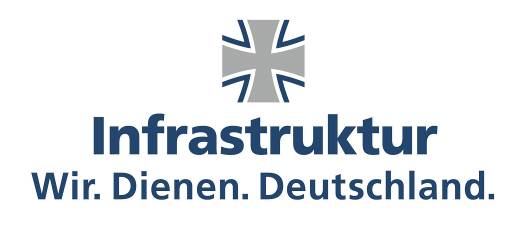 Infrastruktur
Wir. Dienen. Deutschland.